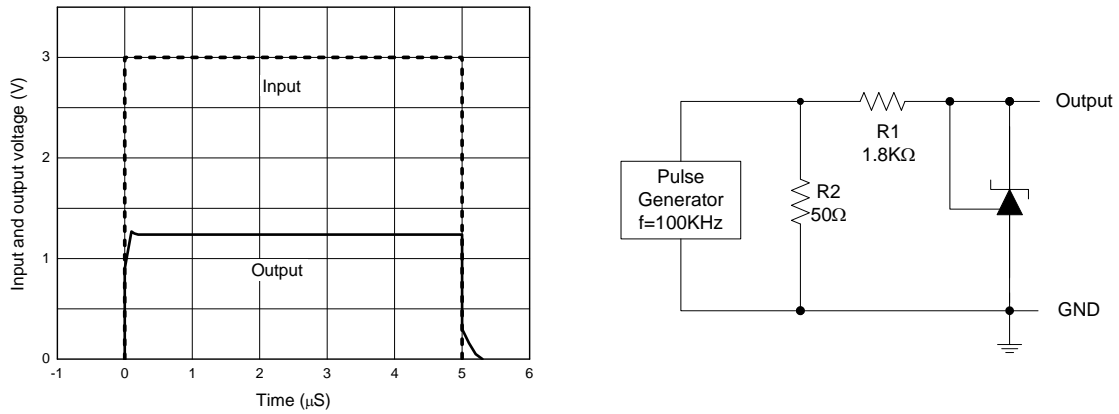 Input and output voltage (V)
3
2
1
0
Input
Output
-1 0 1 2 3 4 5 6
Time (μS)
Pulse
Generator
f=100KHz
R2
50Ω
R1
1.8KΩ
Output
GND